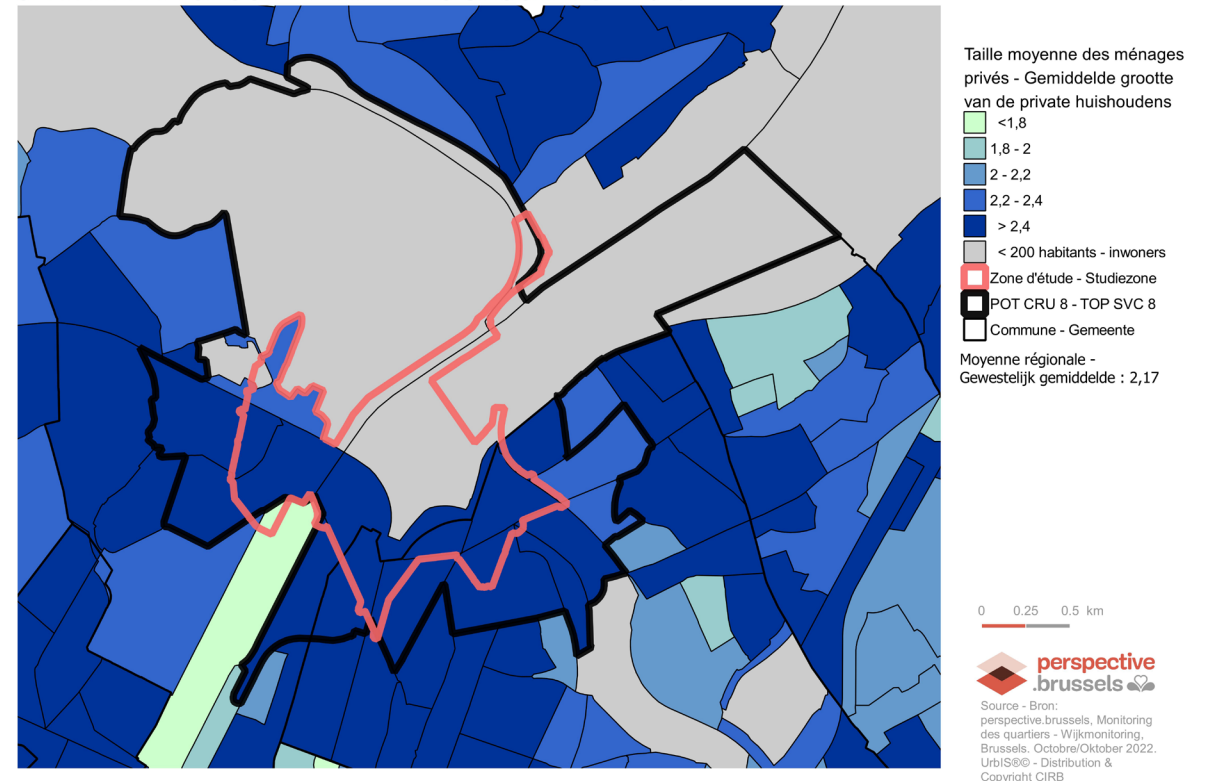 Taille moyenne des ménages
privés - Gemiddelde grootte
van de private huishoudens
<1,8
1,8 - 2
2 - 2,2
2,2 - 2,4
> 2,4
< 200 habitants - inwoners
Zone d'étude - Studiezone
POT CRU 8 - TOP SVC 8
Commune - Gemeente
Moyenne régionale -
Gewestelijk gemiddelde : 2,17
0 0.25 0.5 km
perspective
.brussels
Source - Bron:
perspective.brussels, Monitoring
des quartiers - Wijkmonitoring,
Brussels. Octobre/Oktober 2022.
UrbIS®© - Distribution &
Copyright CIRB